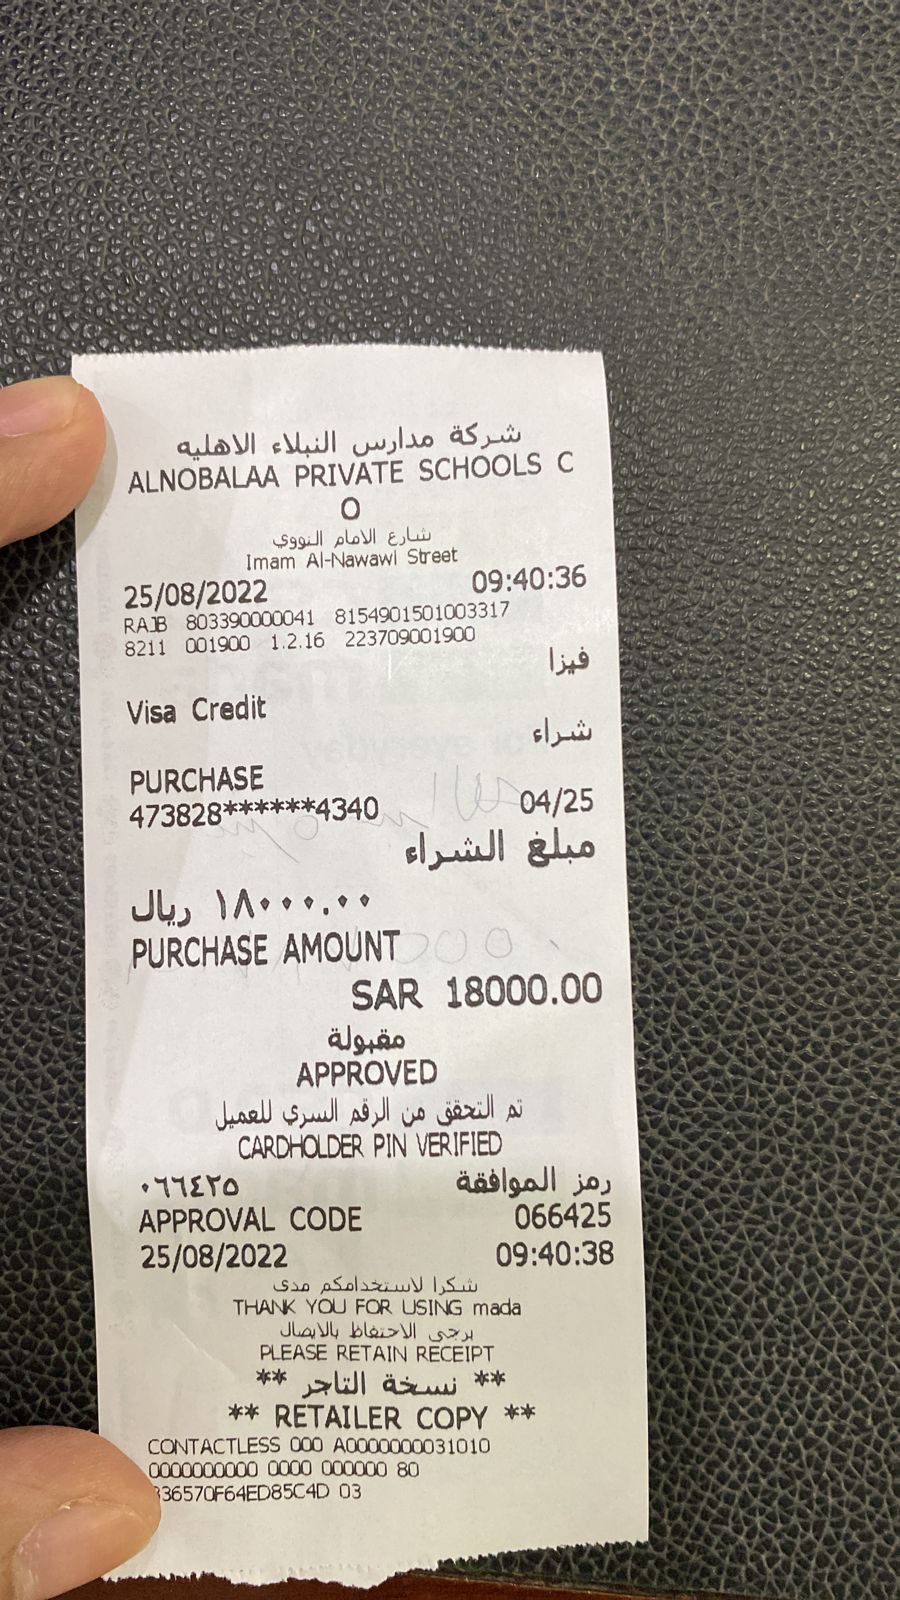 شركة مدارس النبلاء الاهليه
ALNOBALAA PRIVATE SCHOOLS C
O
شارع الامام النووي
Imam Al-Nawawi Street
25/08/2022 09:40:36
RAJB 803390000041 8154901501003317
8211 001900 1.2.16 223709001900
فيزا
Visa Credit
شراء
PURCHASE
473828******4340 04/25
مبلغ الشراء
١٨٠٠٠.٠٠ ريال
PURCHASE AMOUNT
SAR 18000.00
مقبولة
APPROVED
تم التحقق من الرقم السري للعميل
CARDHOLDER PIN VERIFIED
رمز الموافقة ٠٦٦٤٢٥
APPROVAL CODE 066425
25/08/2022 09:40:38
شكرا لاستخدامكم مدى
THANK YOU FOR USING mada
يرجى الاحتفاظ بالايصال
PLEASE RETAIN RECEIPT
** نسخة التاجر **
** RETAILER COPY **
CONTACTLESS 000 A0000000031010
0000000000 0000 000000 80
36570F64ED85C4D 03